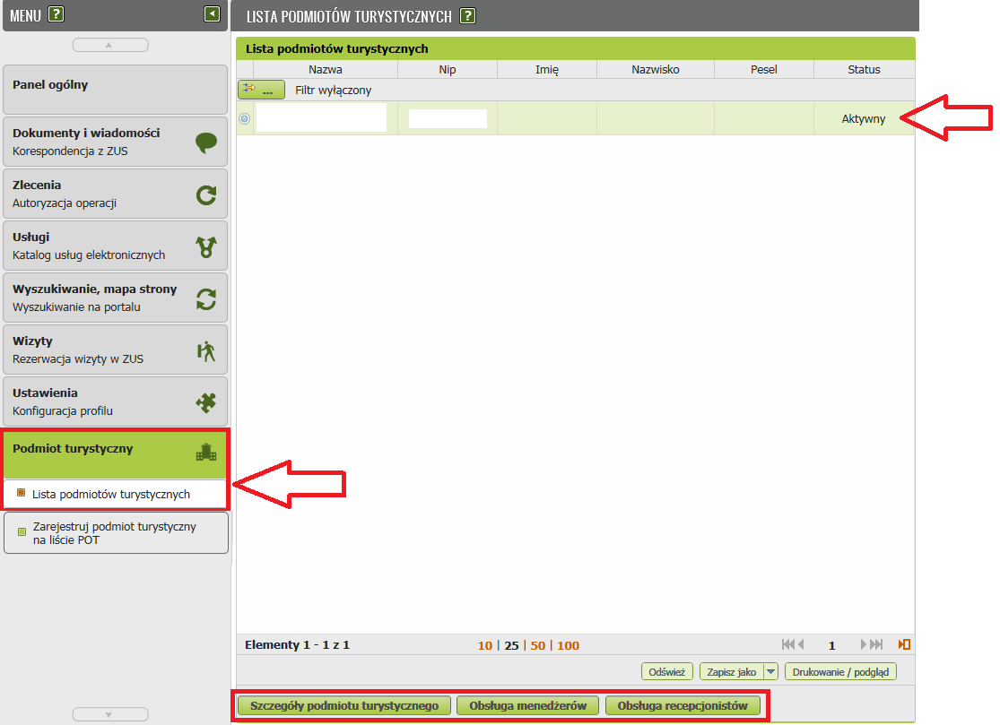 MENU ?
LISTA PODMIOTÓW TURYSTYCZNYCH ?
Panel ogólny
Dokumenty i wiadomości
Korespondencja z ZUS
Zlecenia
Autoryzacja operacji
Usługi
Katalog usług elektronicznych
Wyszukiwanie, mapa strony
Wyszukiwanie na portalu
Wizyty
Rezerwacja wizyty w ZUS
Ustawienia
Konfiguracja profilu
Podmiot turystyczny
Lista podmiotów turystycznych
Zarejestruj podmiot turystyczny
na liście POT
Lista podmiotów turystycznych
Nazwa Nip Imię Nazwisko Pesel Status
... Filtr wyłączony
Aktywny
Elementy 1 - 1 z 1 10 | 25 | 50 | 100 1
Odśwież Zapisz jako Drukowanie / podgląd
Szczegóły podmiotu turystycznego Obsługa menedżerów Obsługa recepcjonistów